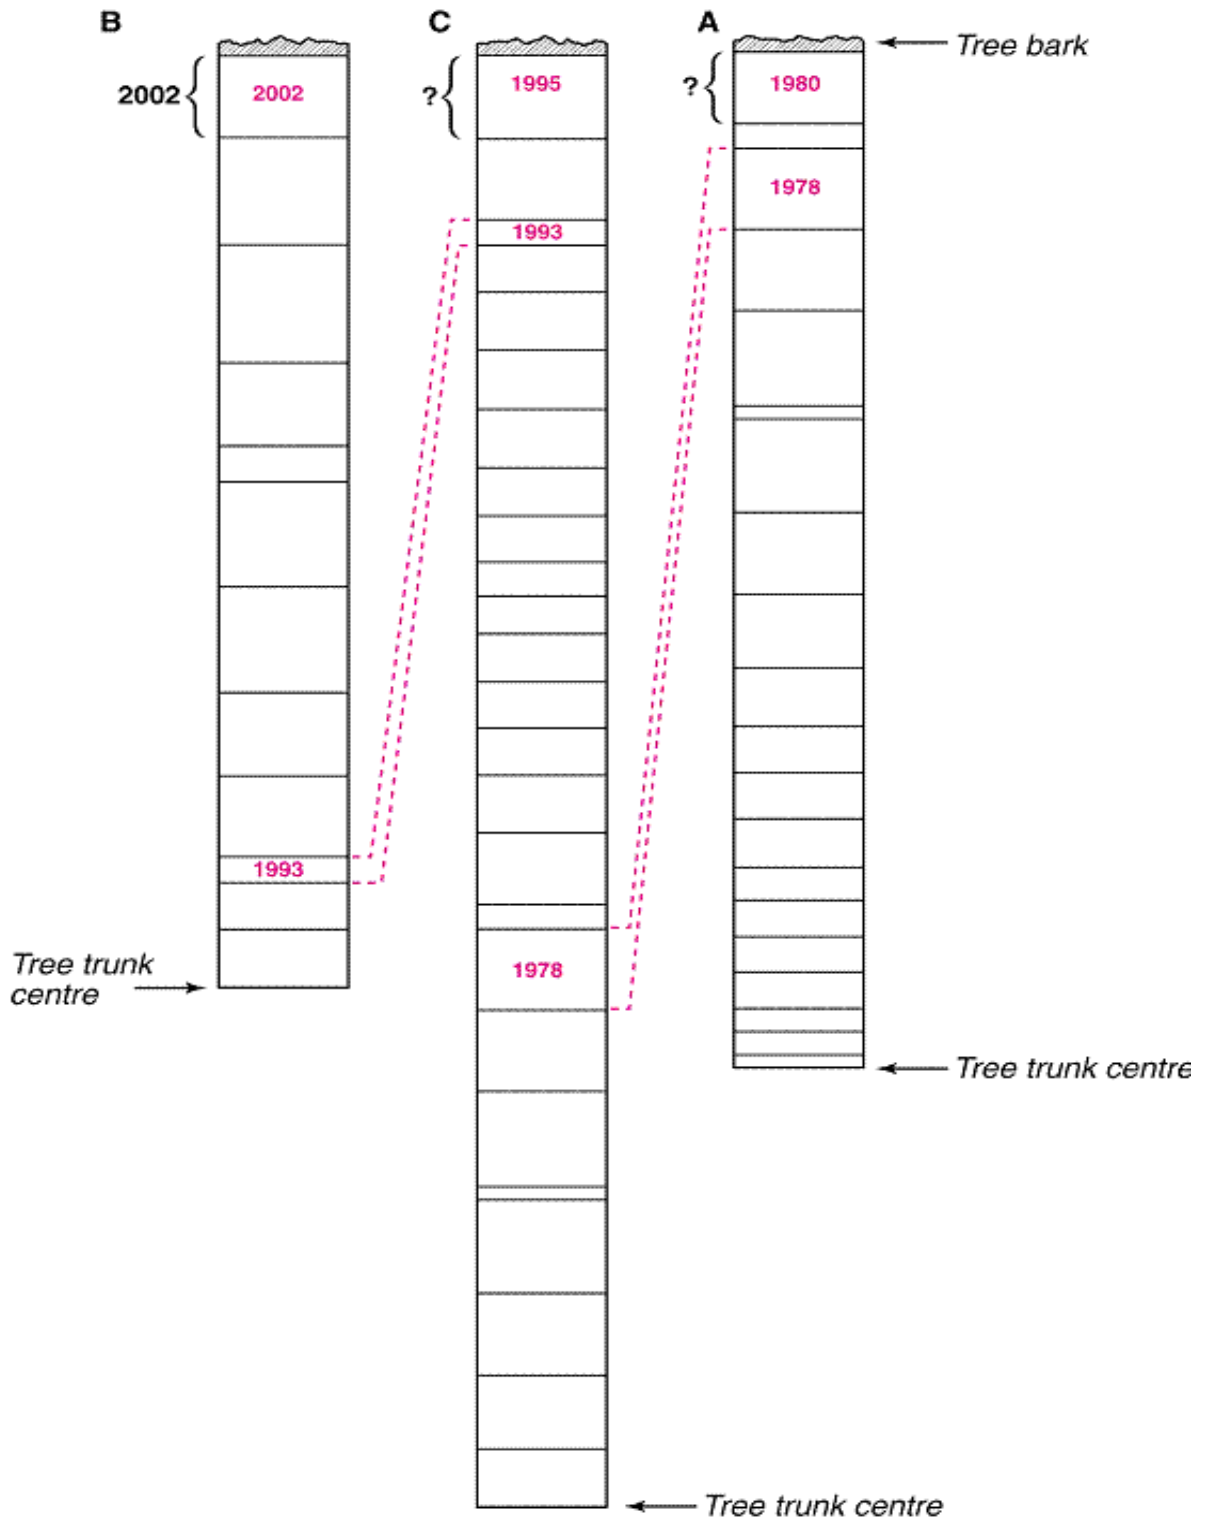 B
C
A
Tree bark
2002
2002
?
1995
?
1980
1978
1993
1993
1978
Tree trunk
centre
Tree trunk centre
Tree trunk centre